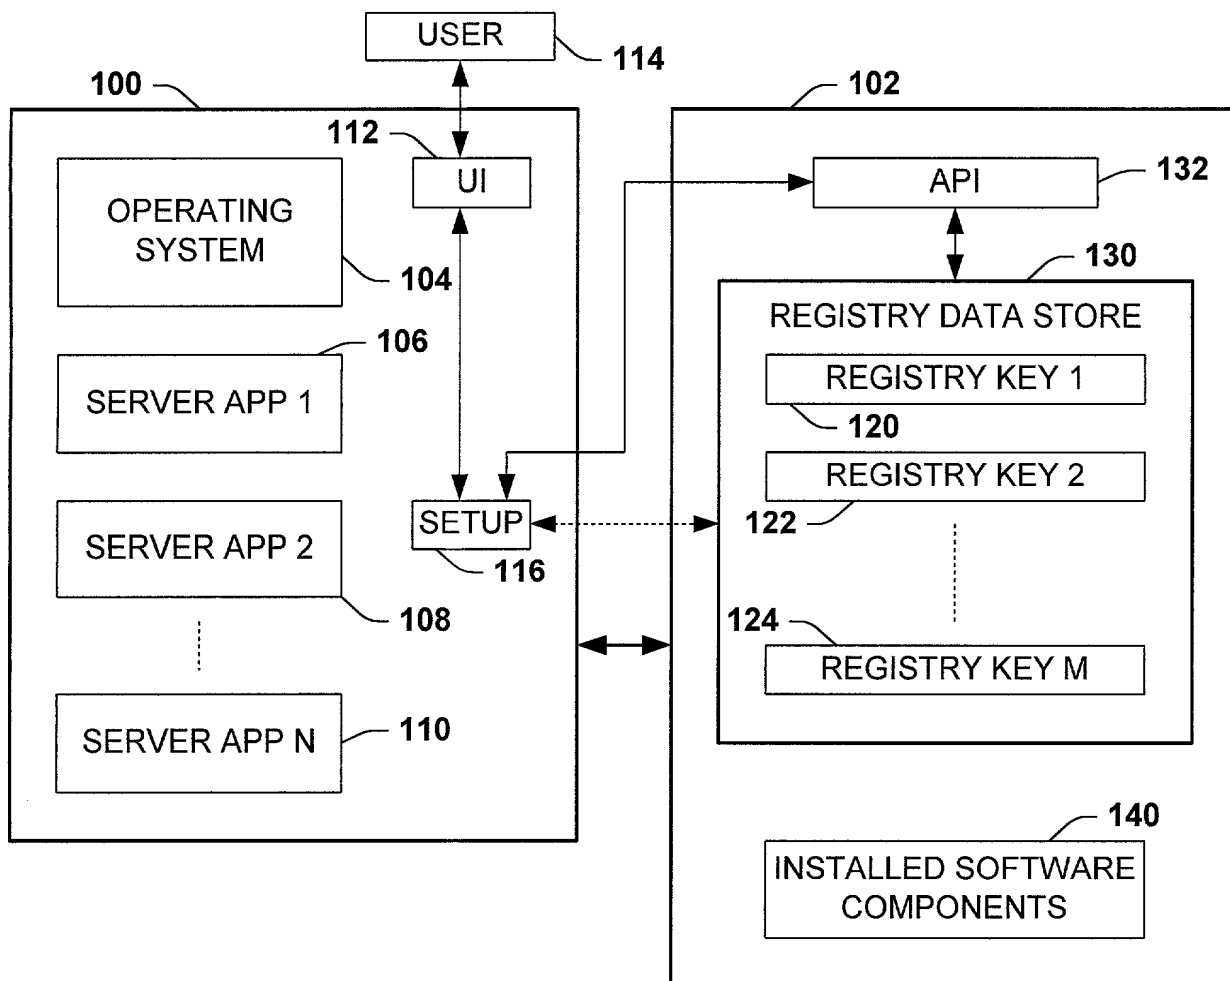 USER
114
100
102
112
UI
API
132
OPERATING
SYSTEM
104
130
REGISTRY DATA STORE
106
SERVER APP 1
REGISTRY KEY 1
120
REGISTRY KEY 2
122
SERVER APP 2
108
SETUP
116
124
REGISTRY KEY M
SERVER APP N
110
140
INSTALLED SOFTWARE
COMPONENTS